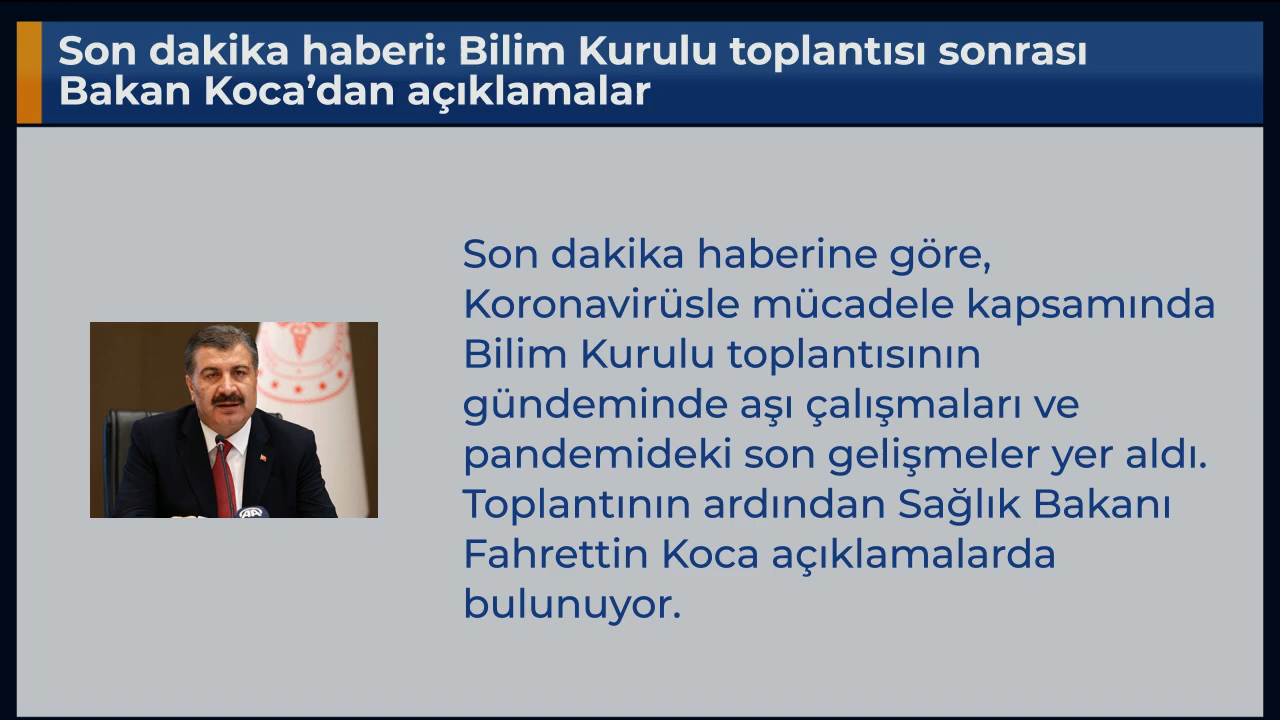 Son dakika haberi: Bilim Kurulu toplantısı sonrası
Bakan Koca’dan açıklamalar
Son dakika haberine göre,
Koronavirüsle mücadele kapsamında
Bilim Kurulu toplantısının
gündeminde aşı çalışmaları ve
pandemideki son gelişmeler yer aldı.
Toplantının ardından Sağlık Bakanı
Fahrettin Koca açıklamalarda
bulunuyor.
AA